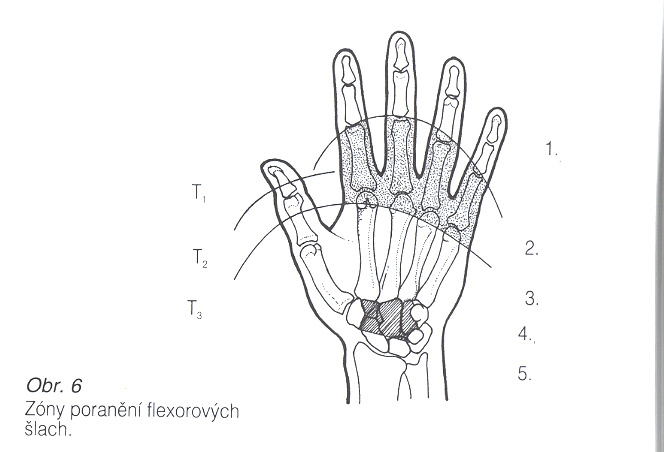 1.
T1
2.
T2
3.
T3
4.
5.
Obr. 6
Zóny poranění flexorových
šlach.